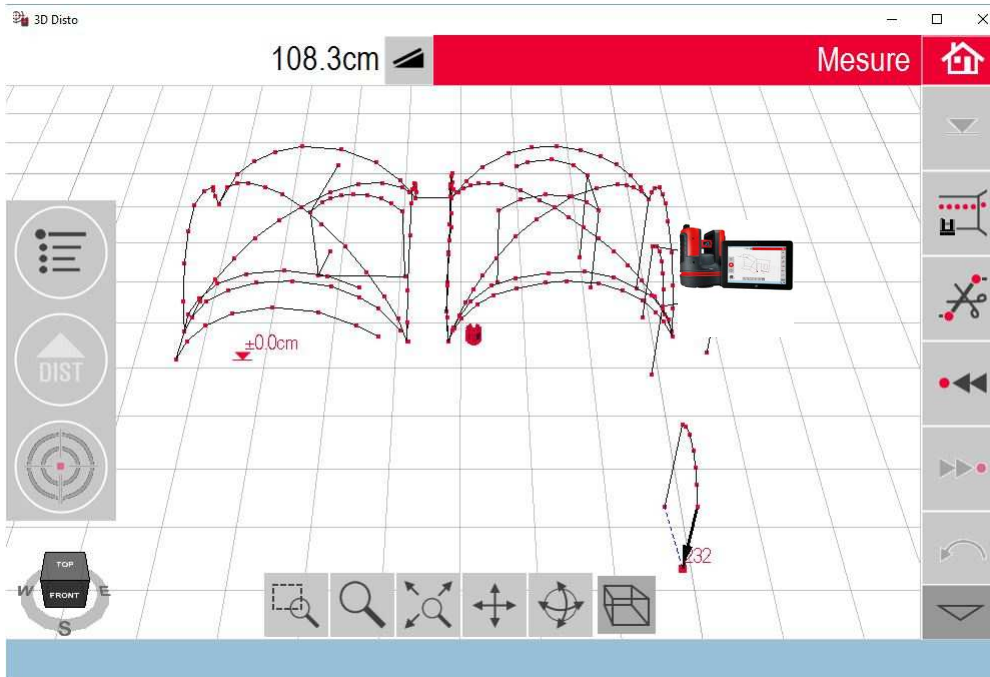 3D Disto
108.3cm
Mesure
±0.0cm
DIST
232
TOP
FRONT
W
E
S